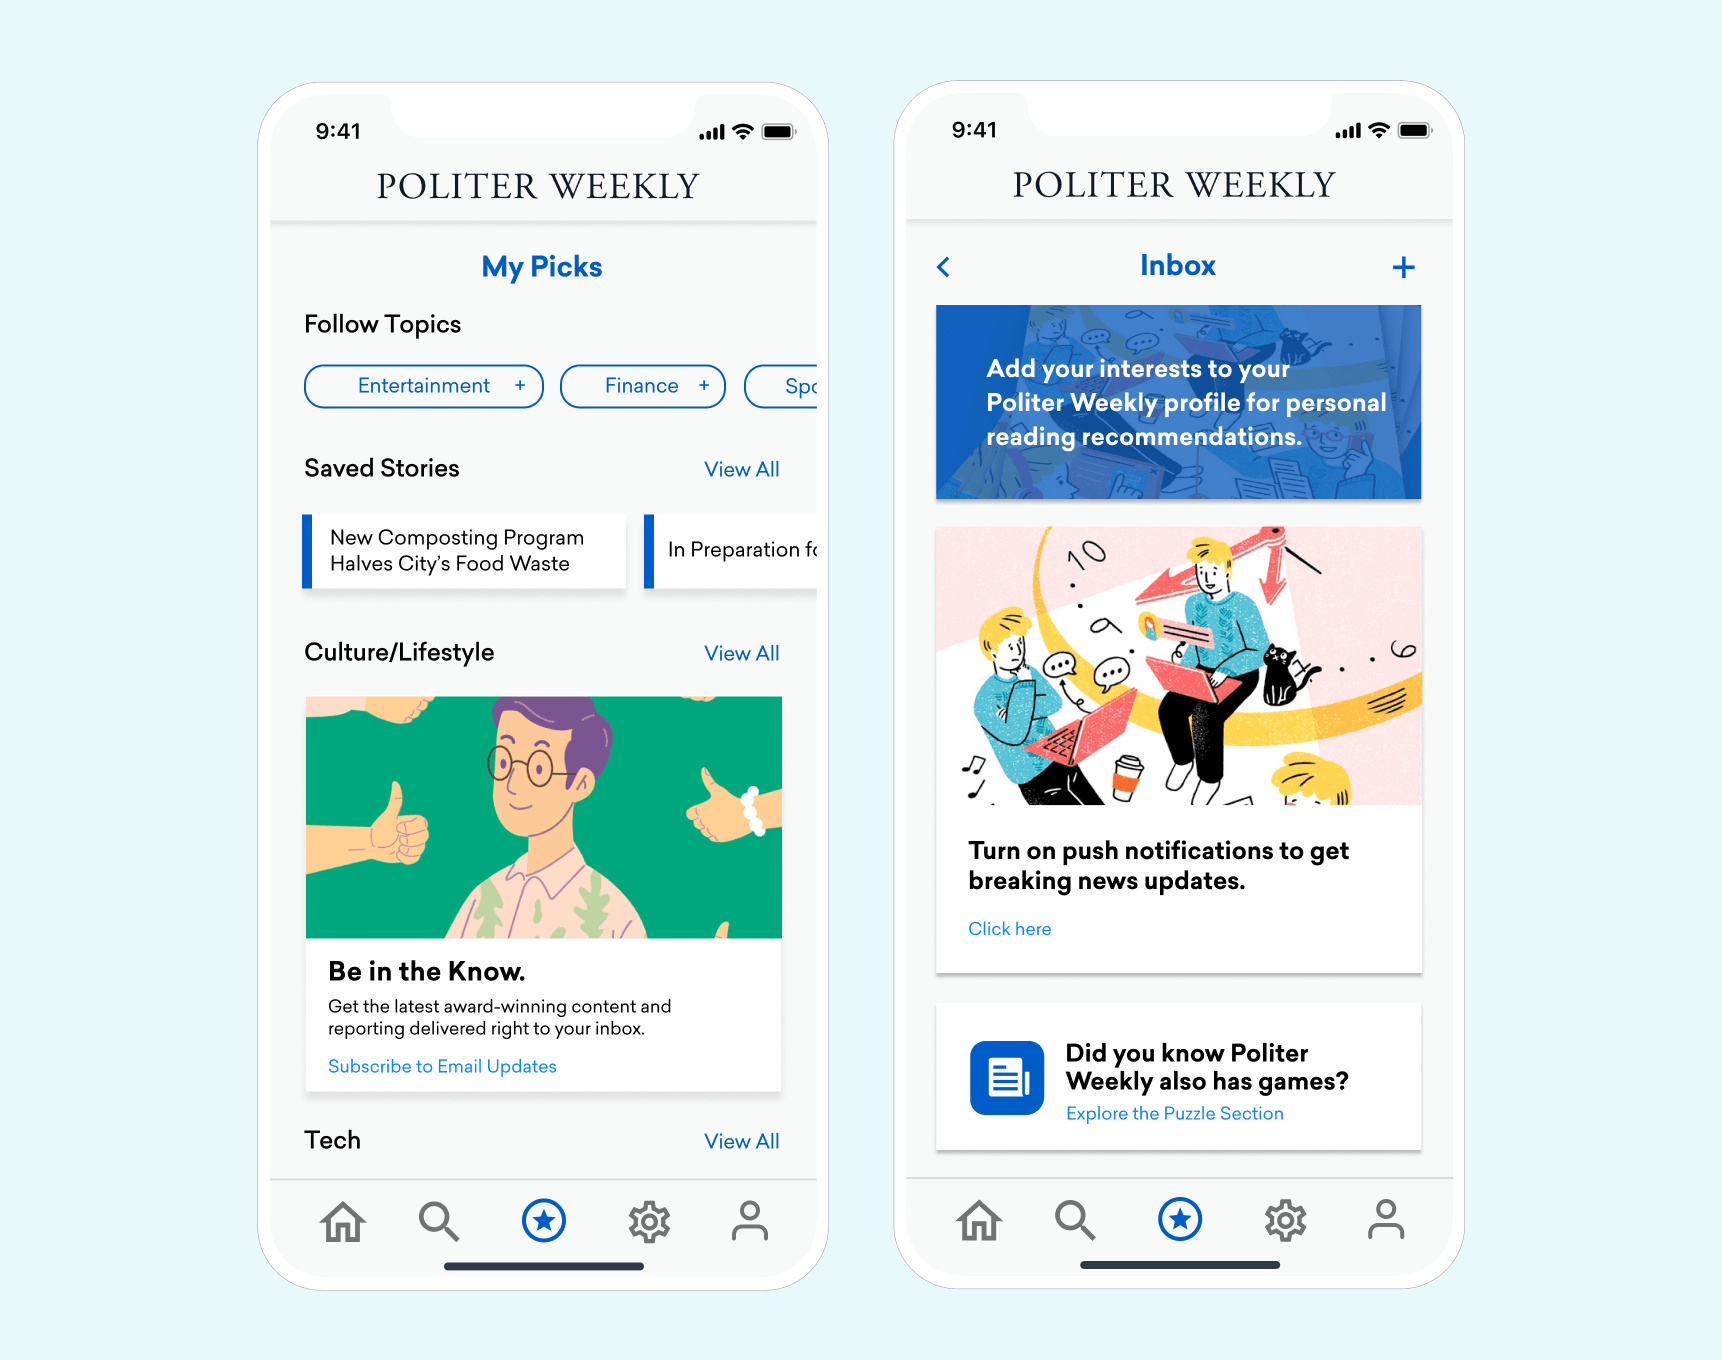 9:41
POLITER WEEKLY
My Picks
Follow Topics
Entertainment +
Finance +
Spo
Saved Stories
View All
New Composting Program
Halves City’s Food Waste
In Preparation fo
Culture/Lifestyle
View All
Be in the Know.
Get the latest award-winning content and
reporting delivered right to your inbox.
Subscribe to Email Updates
Tech
View All
9:41
POLITER WEEKLY
Inbox
Add your interests to your
Politer Weekly profile for personal
reading recommendations.
10
9
6
Turn on push notifications to get
breaking news updates.
Click here
Did you know Politer
Weekly also has games?
Explore the Puzzle Section